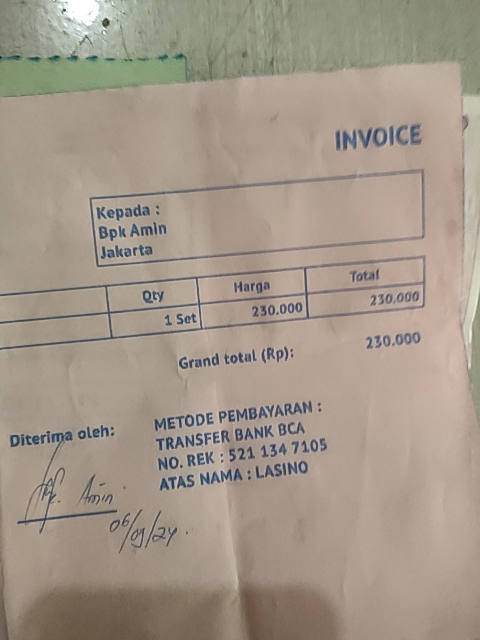 INVOICE
Kepada :
Bpk Amin
Jakarta
Qty Harga Total
1 Set 230.000 230.000
Grand total (Rp): 230.000
Diterima oleh:
METODE PEMBAYARAN :
TRANSFER BANK BCA
NO. REK : 521 134 7105
ATAS NAMA : LASINO
Amin
06/09/24.